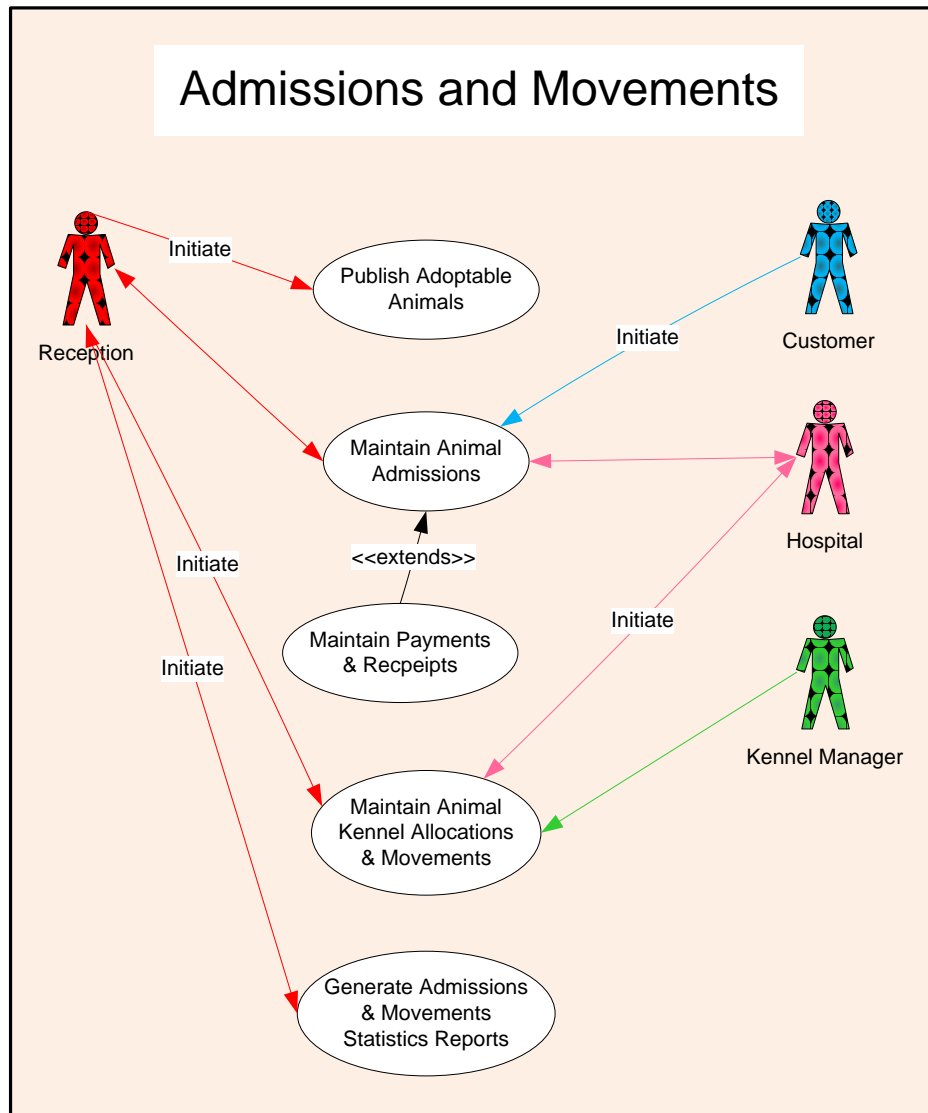 Admissions and Movements
Initiate
Publish Adoptable
Animals
Reception
Customer
Initiate
Maintain Animal
Admissions
Hospital
<<extends>>
Initiate
Maintain Payments
& Recpeipts
Initiate
Initiate
Kennel Manager
Maintain Animal
Kennel Allocations
& Movements
Generate Admissions
& Movements
Statistics Reports